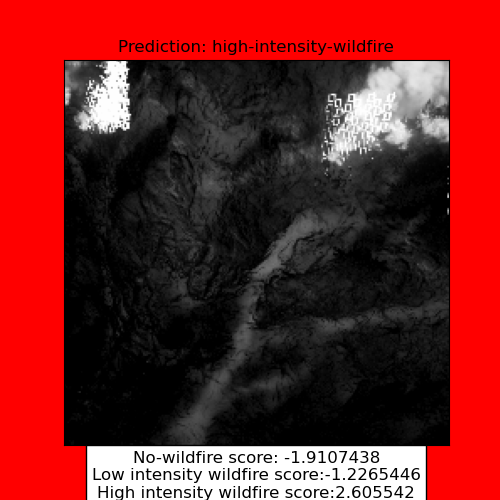 Prediction: high-intensity-wildfire
No-wildfire score: -1.9107438
Low intensity wildfire score:-1.2265446
High intensity wildfire score:2.605542